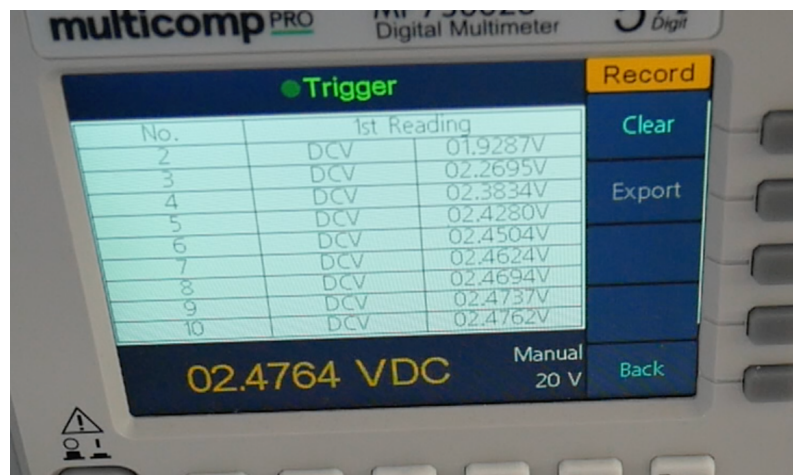 multicomp PRO
Digital Multimeter
Digit
Trigger
Record
No. 1st Reading
2 DCV 01.9287V
3 DCV 02.2695V
4 DCV 02.3834V
5 DCV 02.4280V
6 DCV 02.4504V
7 DCV 02.4624V
8 DCV 02.4694V
9 DCV 02.4737V
10 DCV 02.4762V
Clear
Export
Back
02.4764 VDC
Manual
20 V